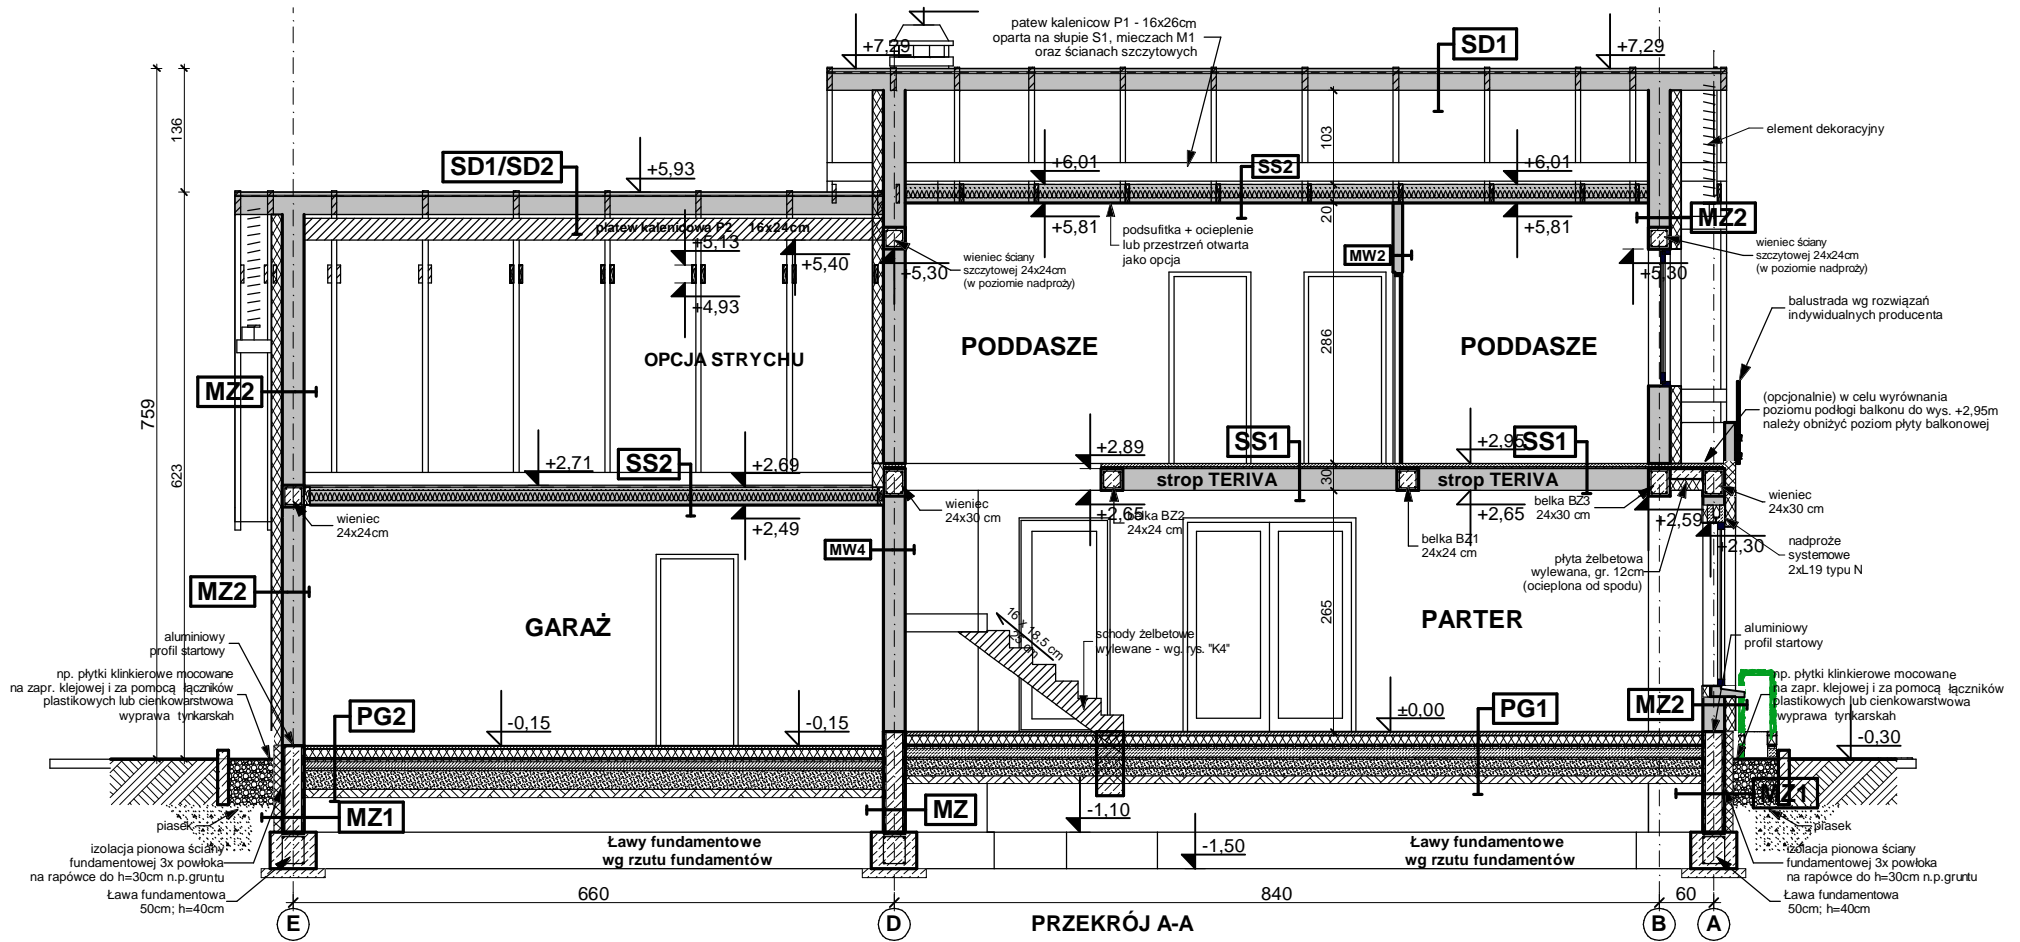 patew kalenicow P1 - 16x26cm
oparta na słupie S1, mieczach M1
oraz ścianach szczytowych
SD1
+7,29
+7,29
136
103
element dekoracyjny
SD1/SD2
+5,93
+6,01
SS2
+6,01
platew kalenicowa P2 16x24cm
+5,13
+5,40
+5,30
+4,93
wieniec ściany
szczytowej 24x24cm
(w poziomie nadproży)
+5,81
podsufitka + ocieplenie
lub przestrzeń otwarta
jako opcja
20
MW2
+5,81
MZ2
wieniec ściany
szczytowej 24x24cm
(w poziomie nadproży)
+5,30
balustrada wg rozwiązań
indywidualnych producenta
OPCJA STRYCHU
PODDASZE
286
PODDASZE
MZ2
759
623
(opcjonalnie) w celu wyrównania
poziomu podłogi balkonu do wys. +2,95m
należy obniżyć poziom płyty balkonowej
+2,71
SS2
+2,69
+2,89
SS1
+2,95
SS1
strop TERIVA
30
strop TERIVA
wieniec
24x24cm
+2,49
wieniec
24x30 cm
+2,65
belka BZ2
24x24 cm
+2,65
belka BZ3
24x30 cm
+2,59
wieniec
24x30 cm
MW4
belka BZ1
24x24 cm
+2,30
nadproże
systemowe
2xL19 typu N
płyta żelbetowa
wylewana, gr. 12cm
(ocieplona od spodu)
MZ2
GARAŻ
16 x 18,5 cm
25 cm
schody żelbetowe
wylewane - wg. rys. "K4"
265
PARTER
aluminiowy
profil startowy
aluminiowy
profil startowy
np. płytki klinkierowe mocowane
na zapr. klejowej i za pomocą łączników
plastikowych lub cienkowarstwowa
wyprawa tynkarskah
np. płytki klinkierowe mocowane
na zapr. klejowej i za pomocą łączników
plastikowych lub cienkowarstwowa
wyprawa tynkarskah
PG2
-0,15
-0,15
±0,00
PG1
MZ2
-0,30
piasek
MZ1
MZ
-1,10
MZ1
piasek
izolacja pionowa ściany
fundamentowej 3x powłoka
na rapówce do h=30cm n.p.gruntu
Ławy fundamentowe
wg rzutu fundamentów
-1,50
Ławy fundamentowe
wg rzutu fundamentów
izolacja pionowa ściany
fundamentowej 3x powłoka
na rapówce do h=30cm n.p.gruntu
Ława fundamentowa
50cm; h=40cm
660
840
60
Ława fundamentowa
50cm; h=40cm
E
D
PRZEKRÓJ A-A
B
A